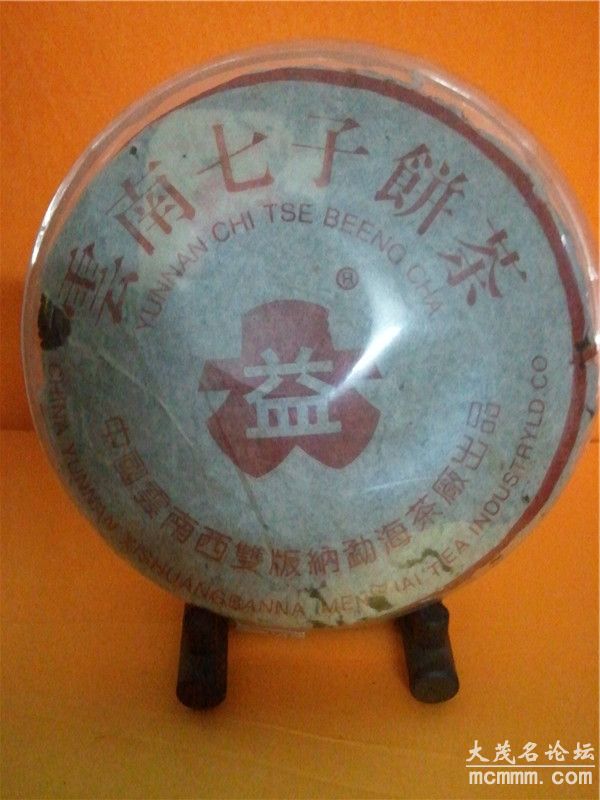 雲南七子餅茶
YUNNAN CHI TSE BEENG CHA
®
益
中國雲南西雙版納勐海茶廠出品
CHINA YUNNAN XISHUANGBANNA MENGHAI TEA INDUSTRY LD CO
大茂名论坛
mcmmm.com